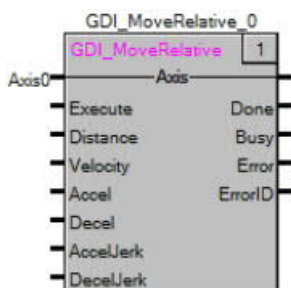 GDI_MoveRelative_0
GDI_MoveRelative 1
Axis0 Axis
Execute Done
Distance Busy
Velocity Error
Accel ErrorID
Decel
AccelJerk
DecelJerk